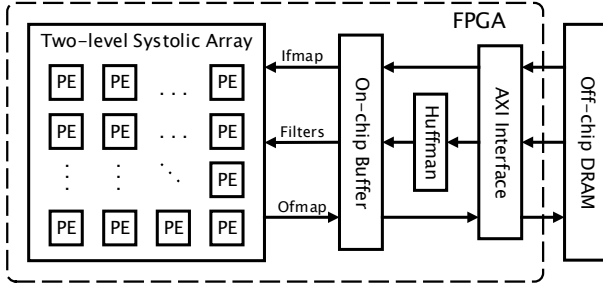 FPGA
Two-level Systolic Array
PE PE . . . PE
PE PE . . . PE
PE
PE PE PE PE
Ifmap
Filters
Ofmap
On-chip Buffer
Huffman
AXI Interface
Off-chip DRAM